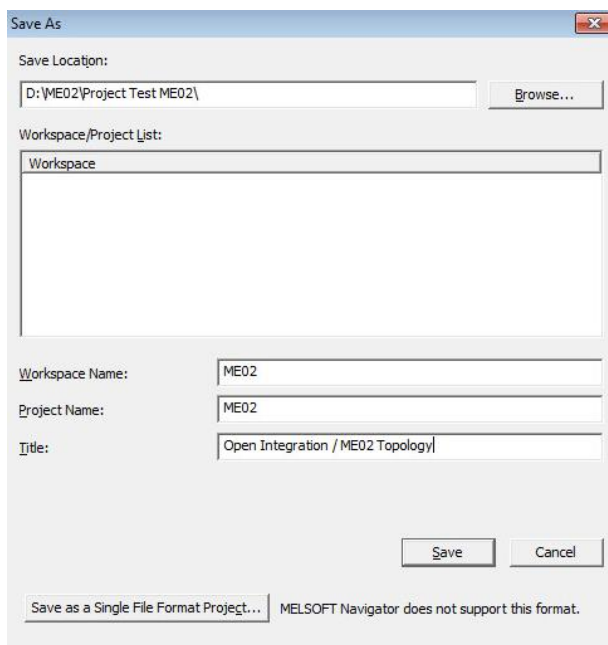 Save As
Save Location:
D:\ME02\Project Test ME02\
Browse...
Workspace/Project List:
Workspace
Workspace Name:
ME02
Project Name:
ME02
Title:
Open Integration / ME02 Topology
Save
Cancel
Save as a Single File Format Project...
MELSOFT Navigator does not support this format.